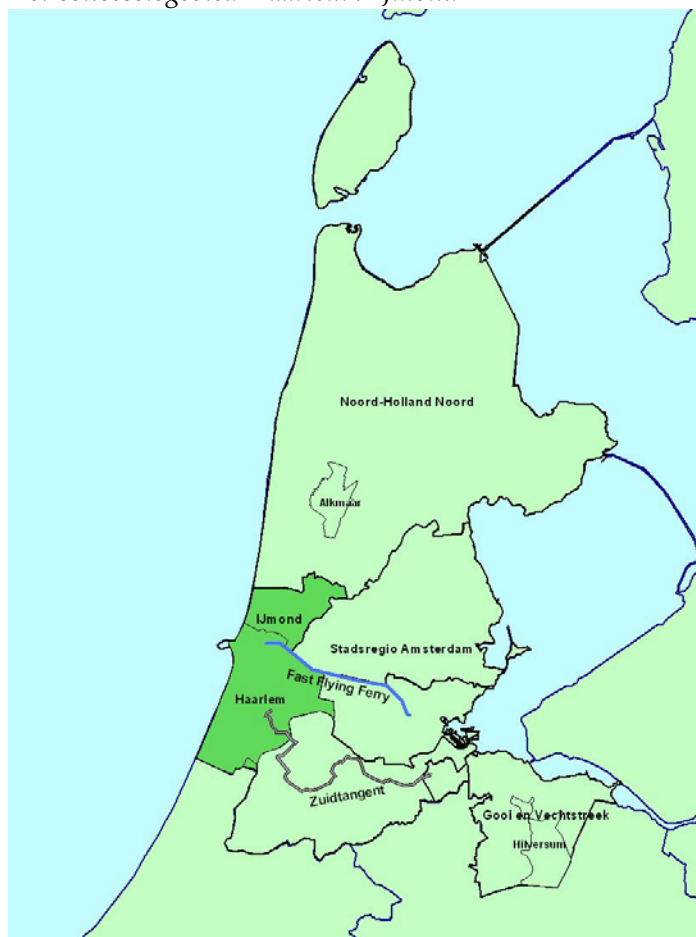 Noord-Holland Noord
Alkmaar
IJmond
Stadsregio Amsterdam
Fast Flying Ferry
Haarlem
Zuidtangent
Gooi en Vechtstreek
Hilversum